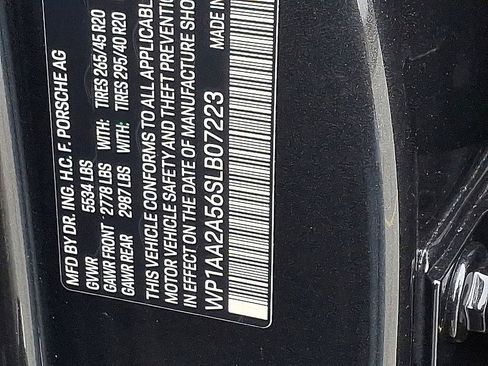 MFD BY DR. ING. H.C. F. PORSCHE AG
GVWR 5534 LBS
GAWR FRONT 2778 LBS WITH: TIRES 265/45 R20
GAWR REAR 2987 LBS WITH: TIRES 295/40 R20
THIS VEHICLE CONFORMS TO ALL APPLICABL
MOTOR VEHICLE SAFETY AND THEFT PREVENTION
IN EFFECT ON THE DATE OF MANUFACTURE SHO
WP1AA2A56SLB07223 MADE IN